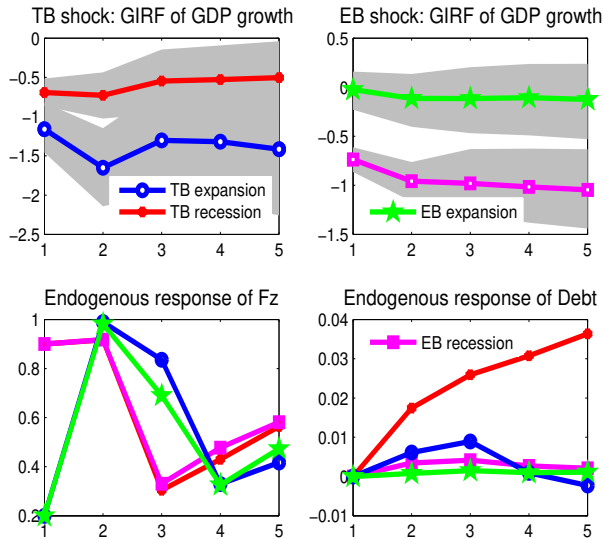 TB shock: GIRF of GDP growth
0
−0.5
−1
−1.5
−2
−2.5
1 2 3 4 5
TB expansion
TB recession
EB shock: GIRF of GDP growth
0.5
0
−0.5
−1
−1.5
1 2 3 4 5
EB expansion
Endogenous response of Fz
1
0.8
0.6
0.4
0.2
1 2 3 4 5
Endogenous response of Debt
0.04
0.03
0.02
0.01
0
−0.01
1 2 3 4 5
EB recession